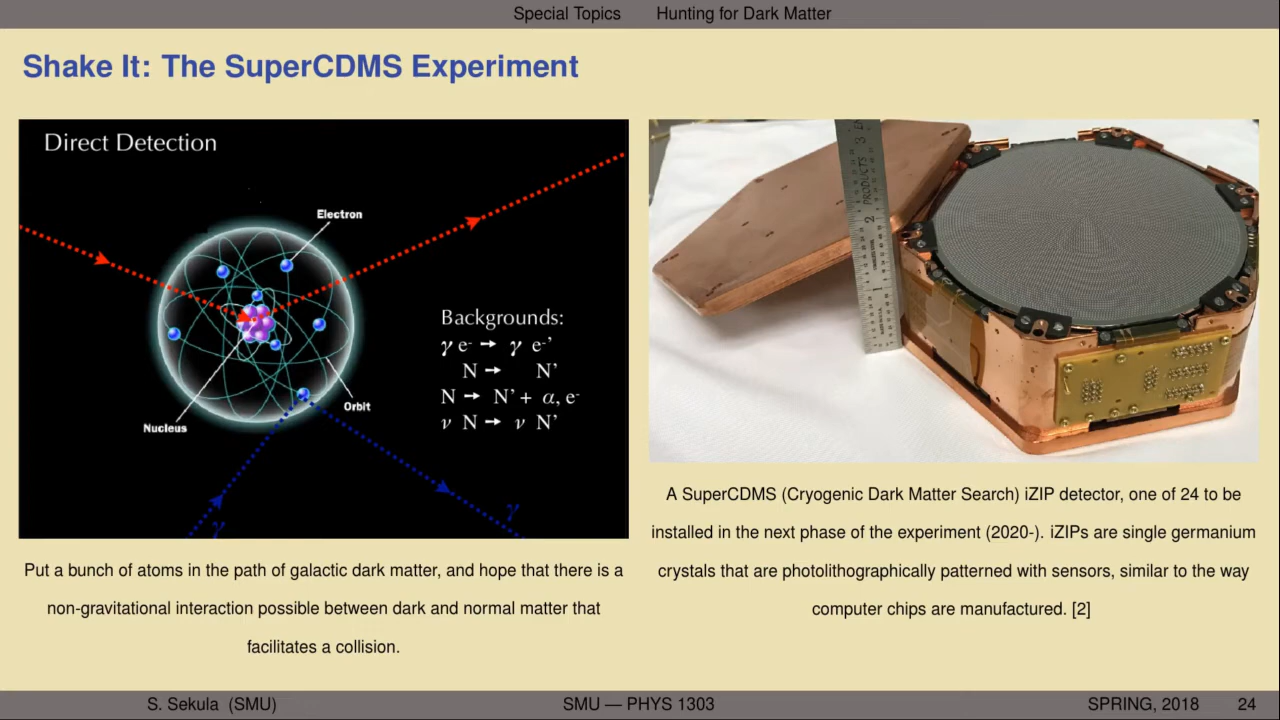 Special Topics Hunting for Dark Matter
Shake It: The SuperCDMS Experiment
Direct Detection
Electron
Nucleus
Orbit
Backgrounds:
γ e⁻ → γ e⁻'
N → N'
N → N' + α, e⁻
ν N → ν N'
γ
γ
Put a bunch of atoms in the path of galactic dark matter, and hope that there is a
non-gravitational interaction possible between dark and normal matter that
facilitates a collision.
3
PRODUCTS
2
1
A SuperCDMS (Cryogenic Dark Matter Search) iZIP detector, one of 24 to be
installed in the next phase of the experiment (2020-). iZIPs are single germanium
crystals that are photolithographically patterned with sensors, similar to the way
computer chips are manufactured. [2]
S. Sekula (SMU) SMU — PHYS 1303 SPRING, 2018 24